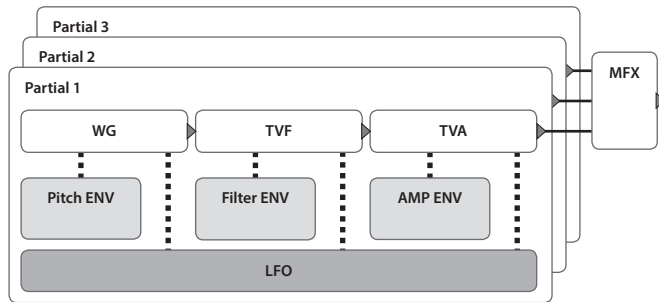 Partial 3
Partial 2
MFX
Partial 1
WG
TVF
TVA
Pitch ENV
Filter ENV
AMP ENV
LFO